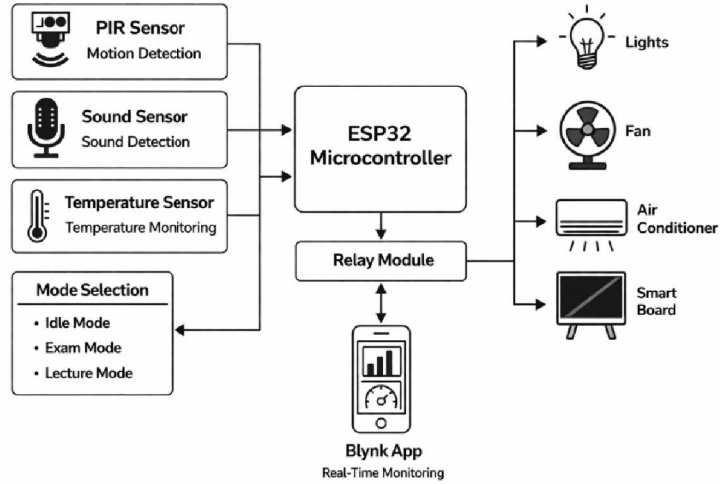 PIR Sensor
Motion Detection
Sound Sensor
Sound Detection
Temperature Sensor
Temperature Monitoring
Mode Selection
• Idle Mode
• Exam Mode
• Lecture Mode
ESP32
Microcontroller
Relay Module
Blynk App
Real-Time Monitoring
Lights
Fan
Air
Conditioner
Smart
Board